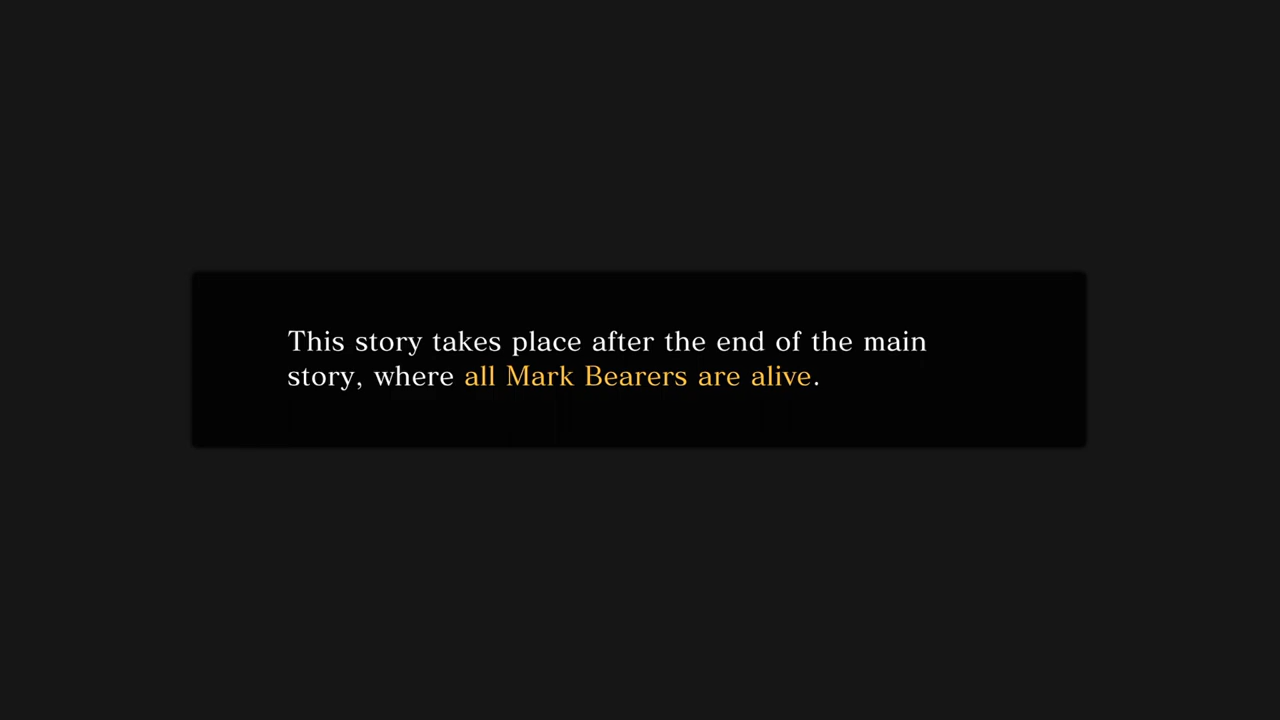 This story takes place after the end of the main
story, where all Mark Bearers are alive.